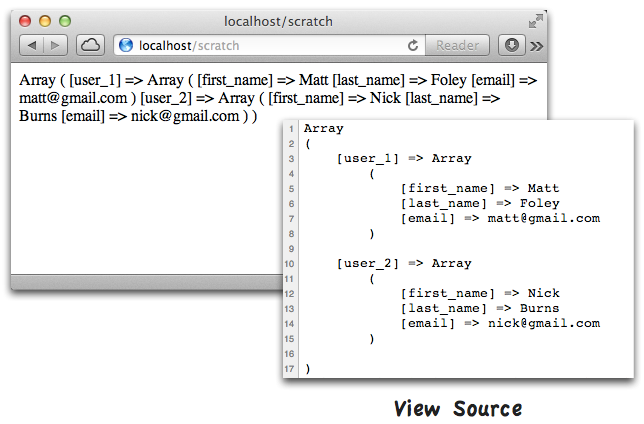 localhost/scratch
localhost/scratch
Reader
Array ( [user_1] => Array ( [first_name] => Matt [last_name] => Foley [email] =>
matt@gmail.com ) [user_2] => Array ( [first_name] => Nick [last_name] =>
Burns [email] => nick@gmail.com ) )
1 Array
2 (
3 [user_1] => Array
4 (
5 [first_name] => Matt
6 [last_name] => Foley
7 [email] => matt@gmail.com
8 )
9
10 [user_2] => Array
11 (
12 [first_name] => Nick
13 [last_name] => Burns
14 [email] => nick@gmail.com
15 )
16
17 )
View Source